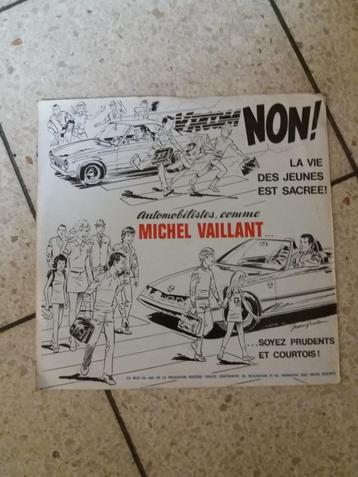 VROUM
NON!
LA VIE
DES JEUNES
EST SACREE!
automobilistes, comme
MICHEL VAILLANT...
...SOYEZ PRUDENTS
ET COURTOIS!